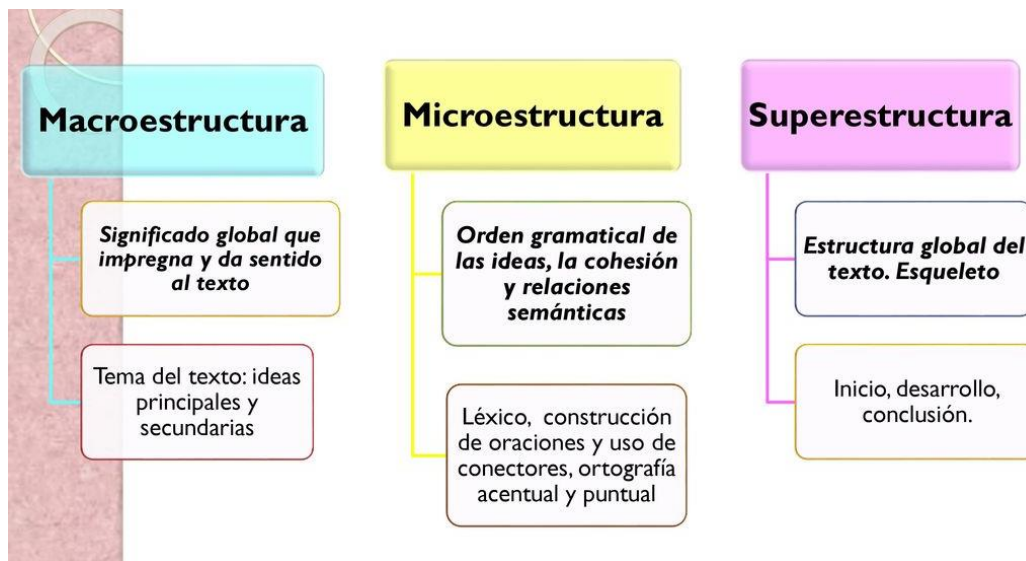 Macroestructura
Significado global que
impregna y da sentido
al texto
Tema del texto: ideas
principales y
secundarias
Microestructura
Orden gramatical de
las ideas, la cohesión
y relaciones
semánticas
Léxico, construcción
de oraciones y uso de
conectores, ortografía
acentual y puntual
Superestructura
Estructura global del
texto. Esqueleto
Inicio, desarrollo,
conclusión.